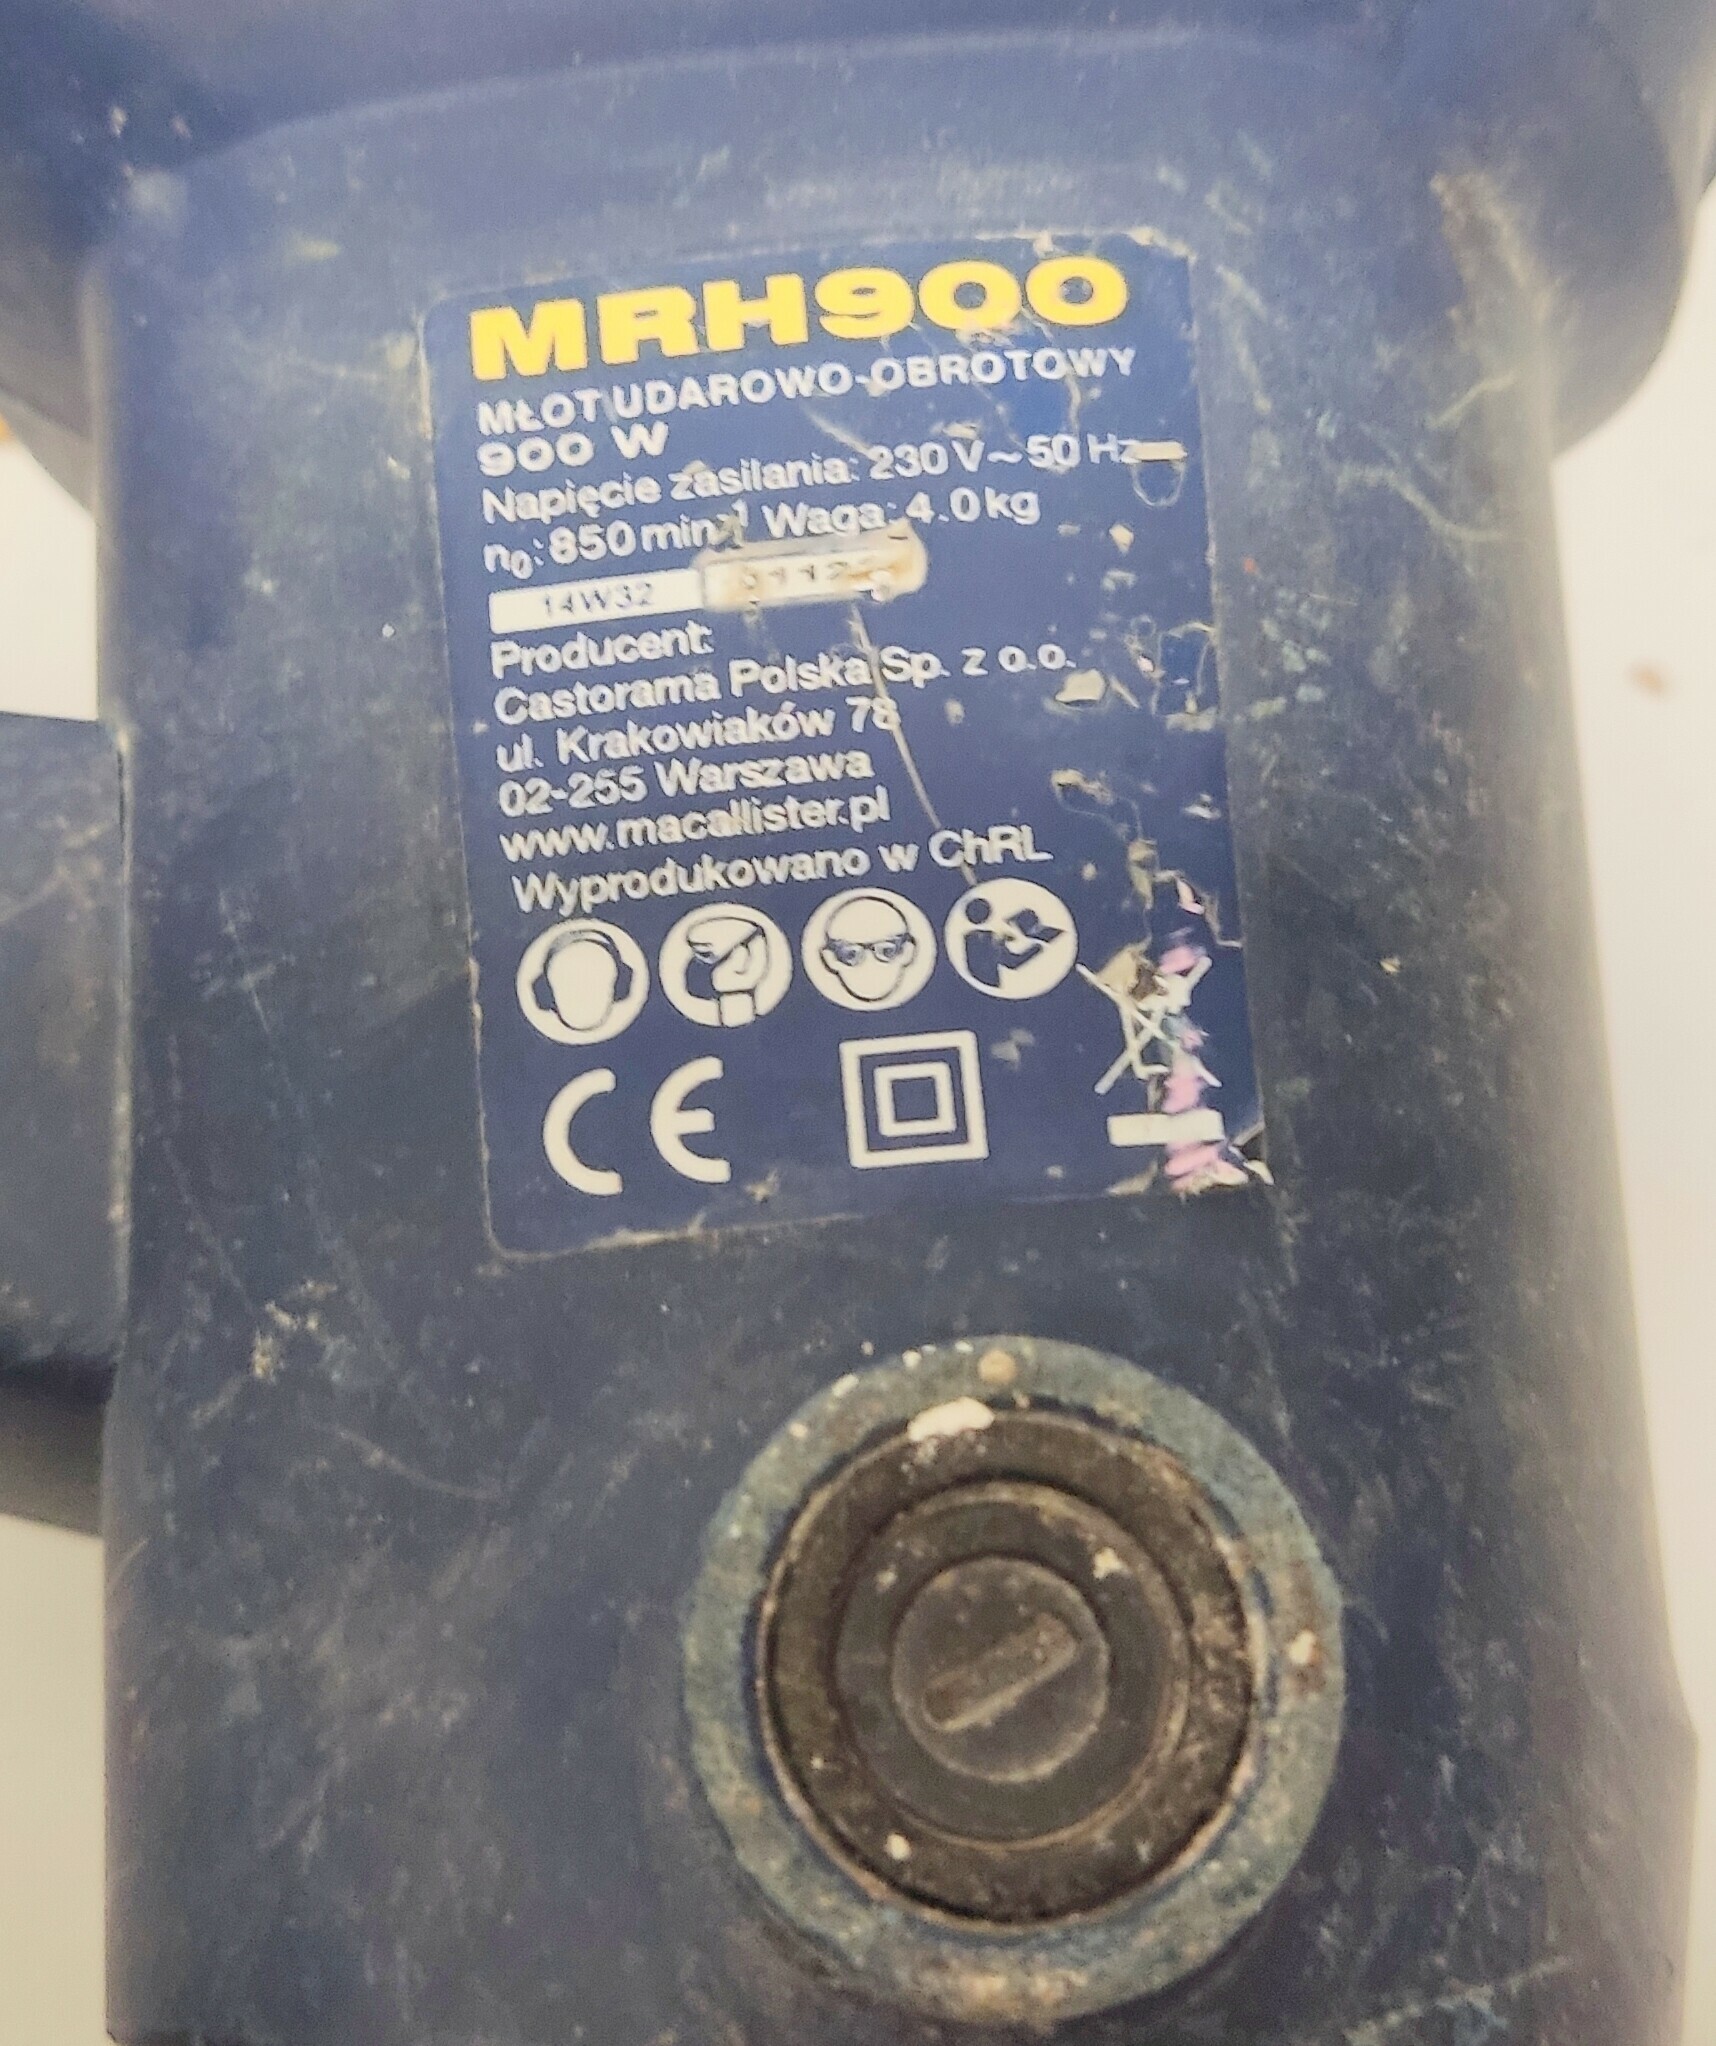 MRH900
MŁOT UDAROWO-OBROTOWY
900 W
Napięcie zasilania: 230 V~50 Hz
n₀: 850 min⁻¹ Waga: 4.0 kg
14W32
Producent:
Castorama Polska Sp. z o.o.
ul. Krakowiaków 78
02-255 Warszawa
www.macallister.pl
Wyprodukowano w ChRL
CE